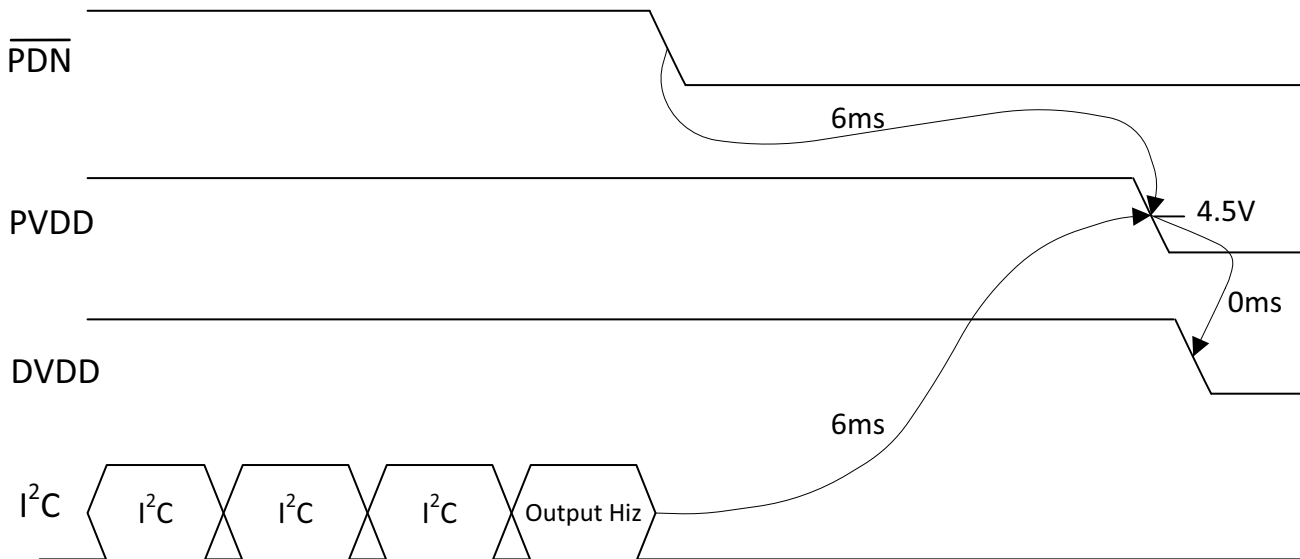 PDN
6ms
PVDD
4.5V
0ms
DVDD
6ms
I²C
I²C
I²C
I²C
Output Hiz